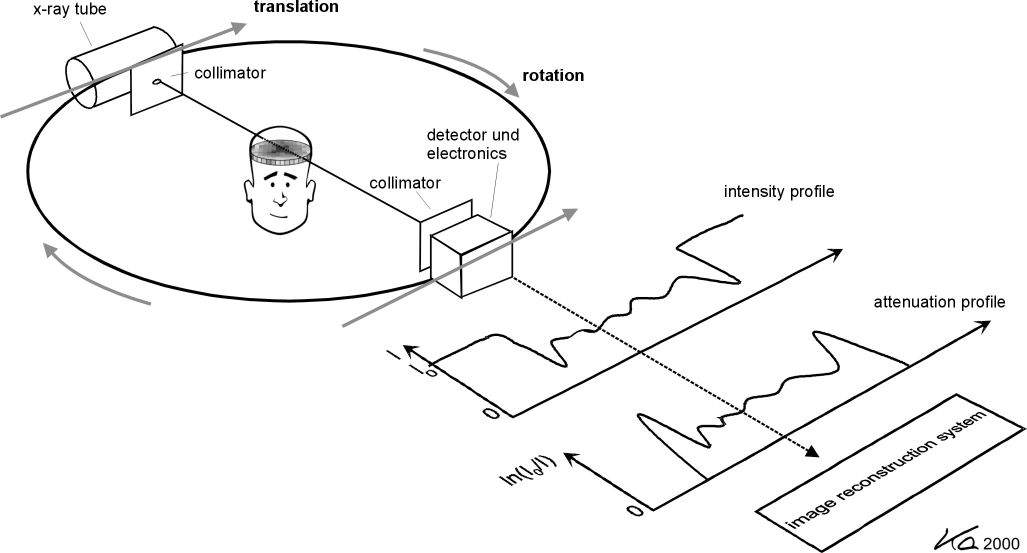 x-ray tube
translation
collimator
rotation
detector und
electronics
collimator
intensity profile
attenuation profile
I
I₀
0
ln(I₀/I)
0
image reconstruction system
2000